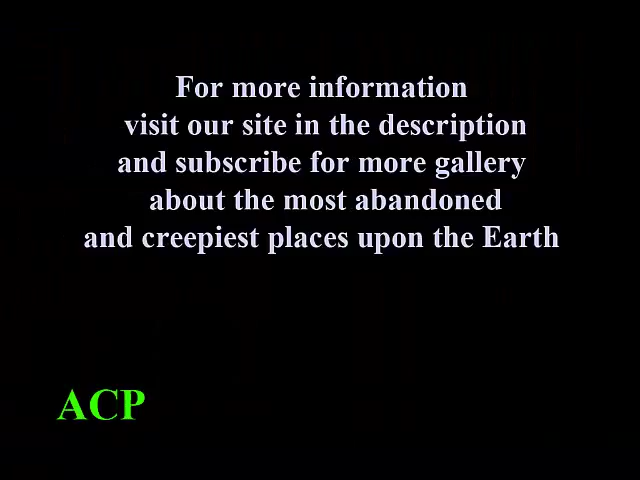 For more information
visit our site in the description
and subscribe for more gallery
about the most abandoned
and creepiest places upon the Earth
ACP